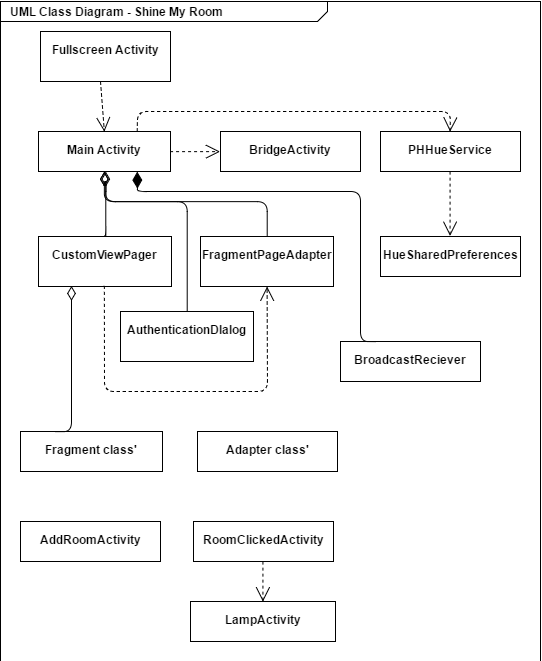 UML Class Diagram - Shine My Room
Fullscreen Activity
Main Activity
BridgeActivity
PHHueService
CustomViewPager
FragmentPageAdapter
HueSharedPreferences
AuthenticationDIalog
BroadcastReciever
Fragment class'
Adapter class'
AddRoomActivity
RoomClickedActivity
LampActivity